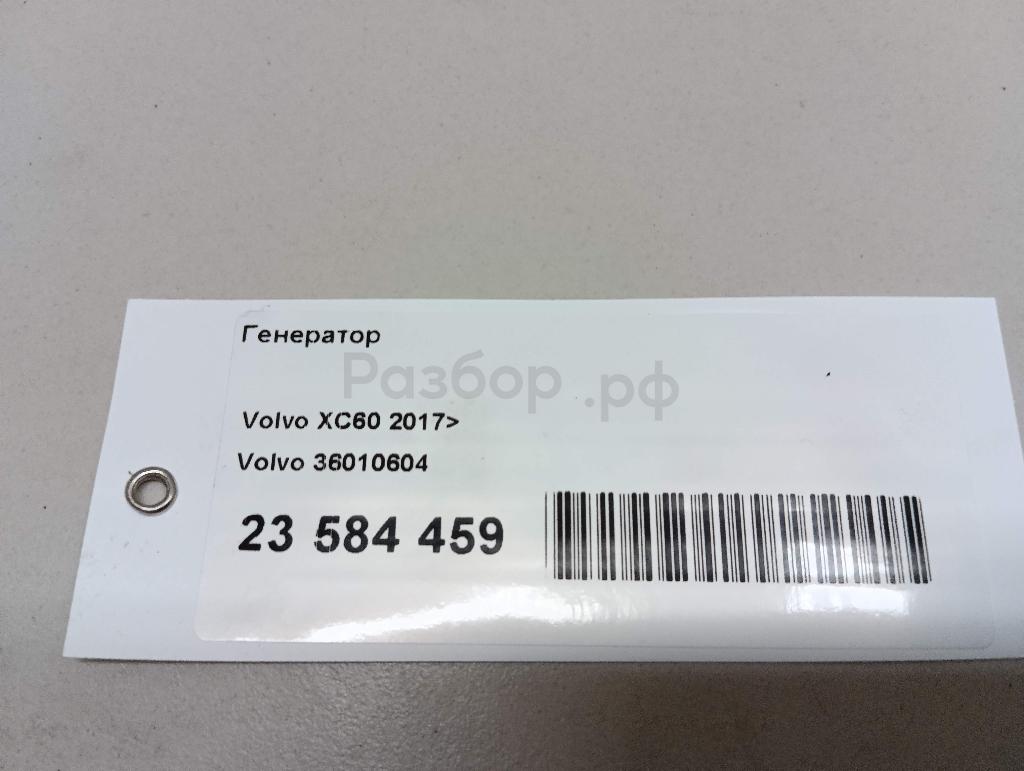 Генератор
Разбор.рф
Volvo XC60 2017>
Volvo 36010604
23 584 459